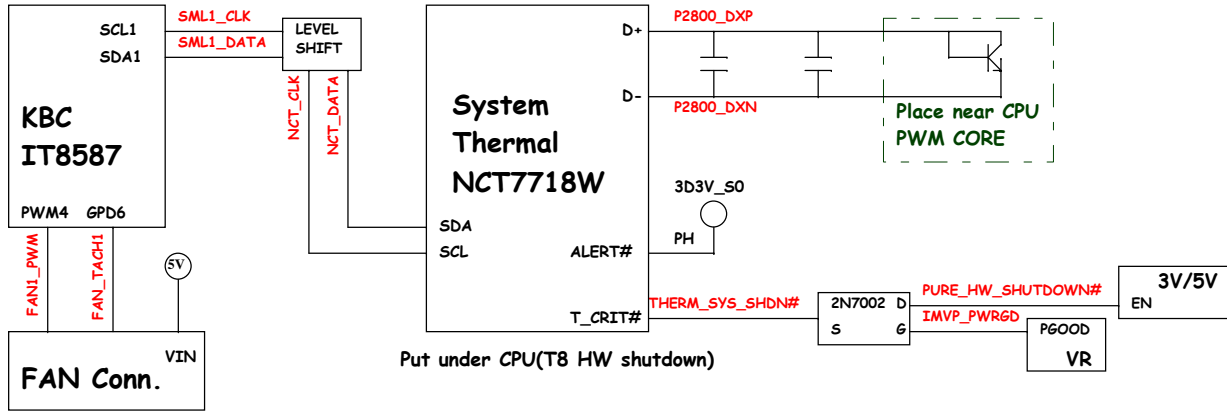 SML1_CLK
SCL1
SML1_DATA
SDA1
LEVEL
SHIFT
KBC
IT8587
NCT_CLK
NCT_DATA
PWM4
GPD6
FAN1_PWM
FAN_TACH1
5V
VIN
FAN Conn.
System
Thermal
NCT7718W
D+
D-
SDA
SCL
ALERT#
T_CRIT#
P2800_DXP
P2800_DXN
Place near CPU
PWM CORE
3D3V_S0
PH
THERM_SYS_SHDN#
2N7002
D
S
G
PURE_HW_SHUTDOWN#
IMVP_PWRGD
3V/5V
EN
PGOOD
VR
Put under CPU(T8 HW shutdown)